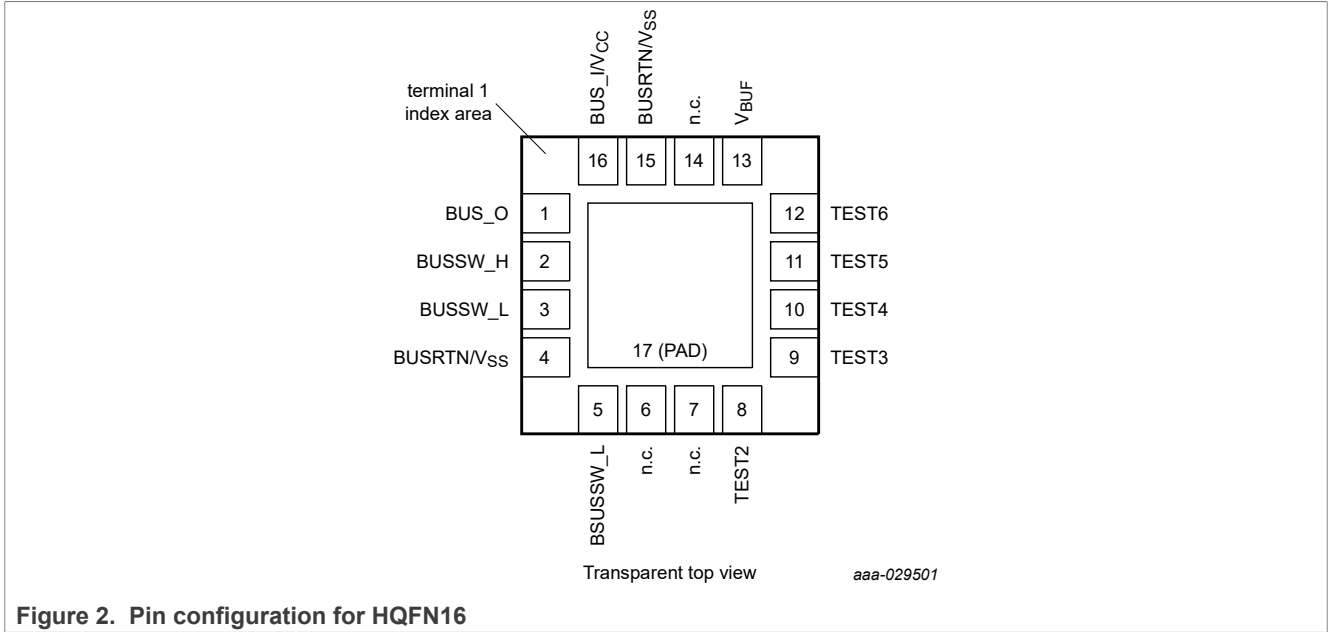 BUS_I/VCC
BUSRTN/VSS
n.c.
VBUF
terminal 1
index area
16
15
14
13
BUS_O
1
12
TEST6
BUSSW_H
2
11
TEST5
BUSSW_L
3
10
TEST4
BUSRTN/VSS
4
17 (PAD)
9
TEST3
5
6
7
8
BSUSSW_L
n.c.
n.c.
TEST2
Transparent top view
aaa-029501
Figure 2. Pin configuration for HQFN16